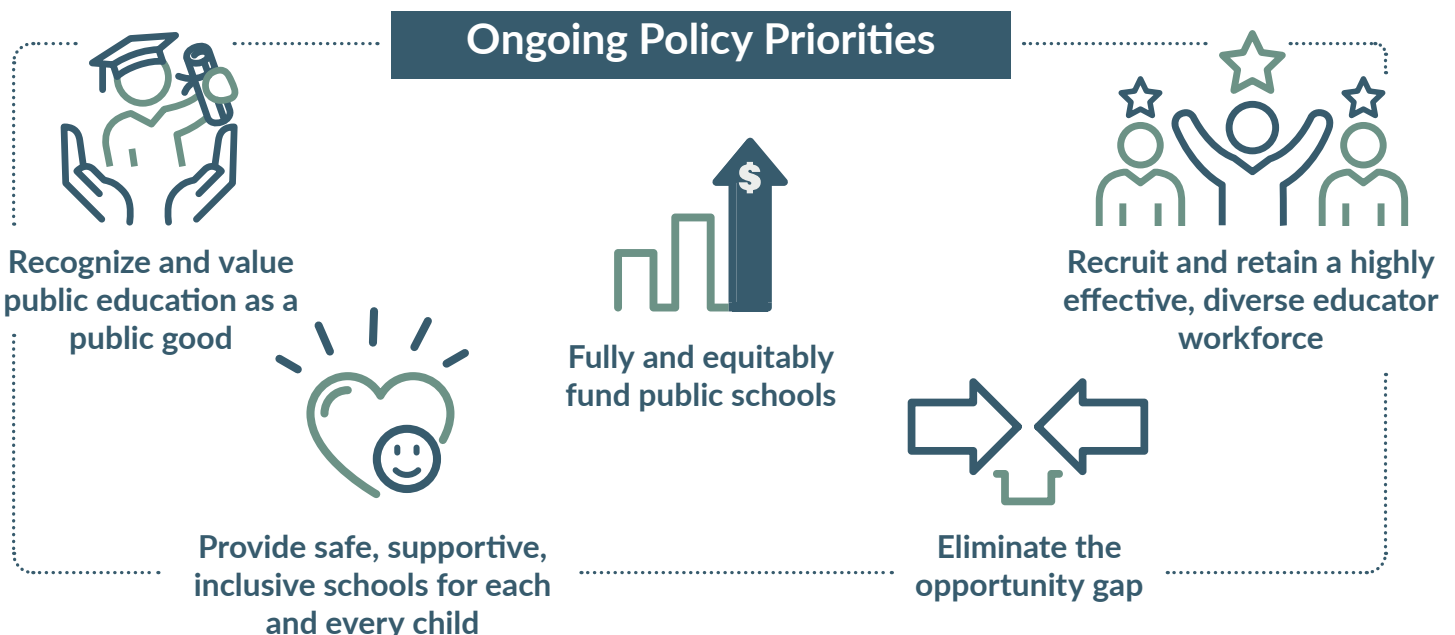 Ongoing Policy Priorities
$
Recognize and value
public education as a
public good
Recruit and retain a highly
effective, diverse educator
workforce
Fully and equitably
fund public schools
Provide safe, supportive,
inclusive schools for each
and every child
Eliminate the
opportunity gap